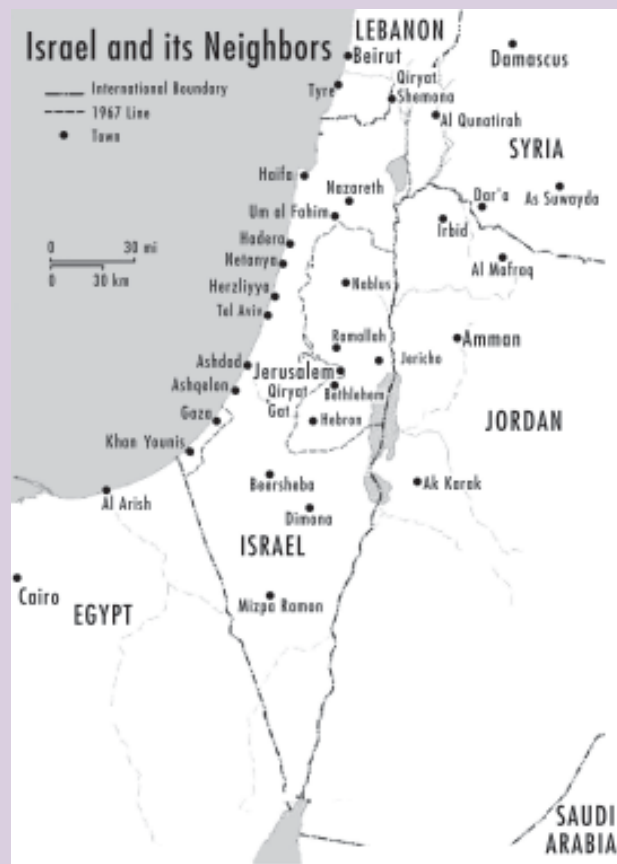 Israel and its Neighbors
International Boundary
1967 Line
Town
0 30 mi
0 30 km
LEBANON
Beirut
Damascus
Tyre
Qiryat
Shemona
Al Qunatirah
SYRIA
Haifa
Nazareth
Dar'a
As Suwayda
Um al Fahim
Irbid
Hadera
Netanya
Al Mafraq
Nablus
Herzliyya
Tel Aviv
Ramallah
Amman
Jericho
Ashdod
Jerusalem
Ashqelon
Qiryat
Gat
Bethlehem
Gaza
Hebron
JORDAN
Khan Younis
Beersheba
Ak Karak
Al Arish
Dimona
ISRAEL
Cairo
EGYPT
Mizpa Ramon
SAUDI
ARABIA